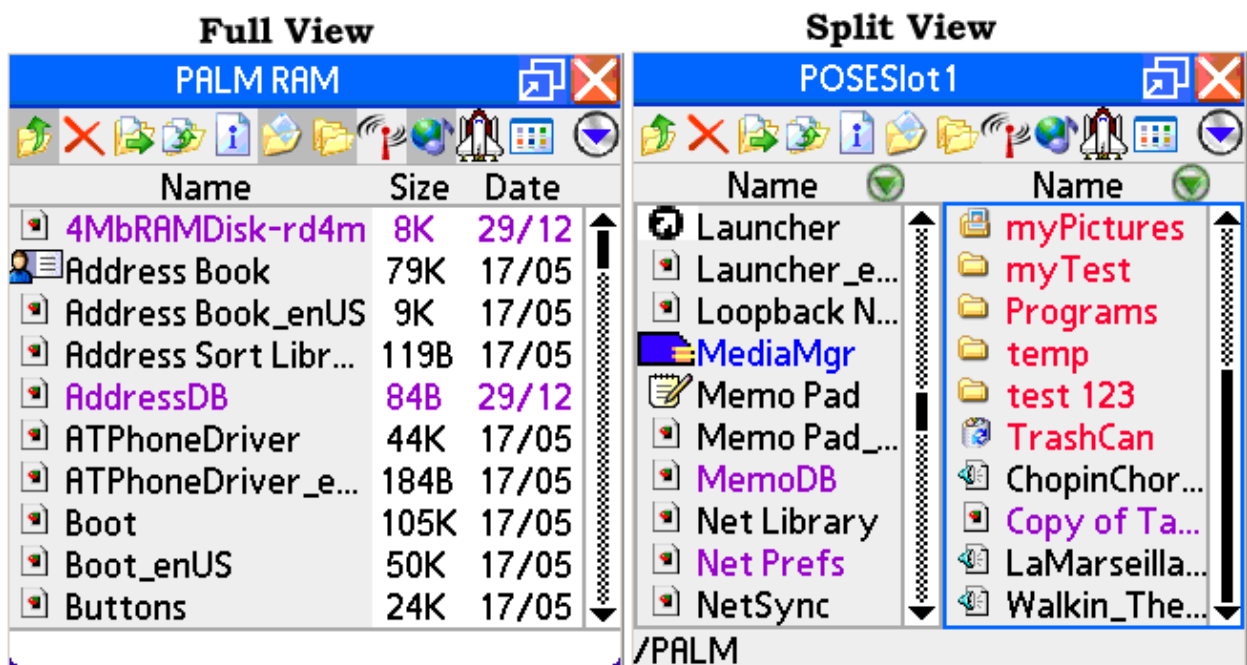 Full View
PALM RAM
Name Size Date
4MbRAMDisk-rd4m 8K 29/12
Address Book 79K 17/05
Address Book_enUS 9K 17/05
Address Sort Libr... 119B 17/05
AddressDB 84B 29/12
ATPhoneDriver 44K 17/05
ATPhoneDriver_e... 184B 17/05
Boot 105K 17/05
Boot_enUS 50K 17/05
Buttons 24K 17/05
Split View
POSESlot1
Name Name
Launcher
Launcher_e...
Loopback N...
MediaMgr
Memo Pad
Memo Pad_...
MemoDB
Net Library
Net Prefs
NetSync
myPictures
myTest
Programs
temp
test 123
TrashCan
ChopinChor...
Copy of Ta...
LaMarseilla...
Walkin_The...
/PALM